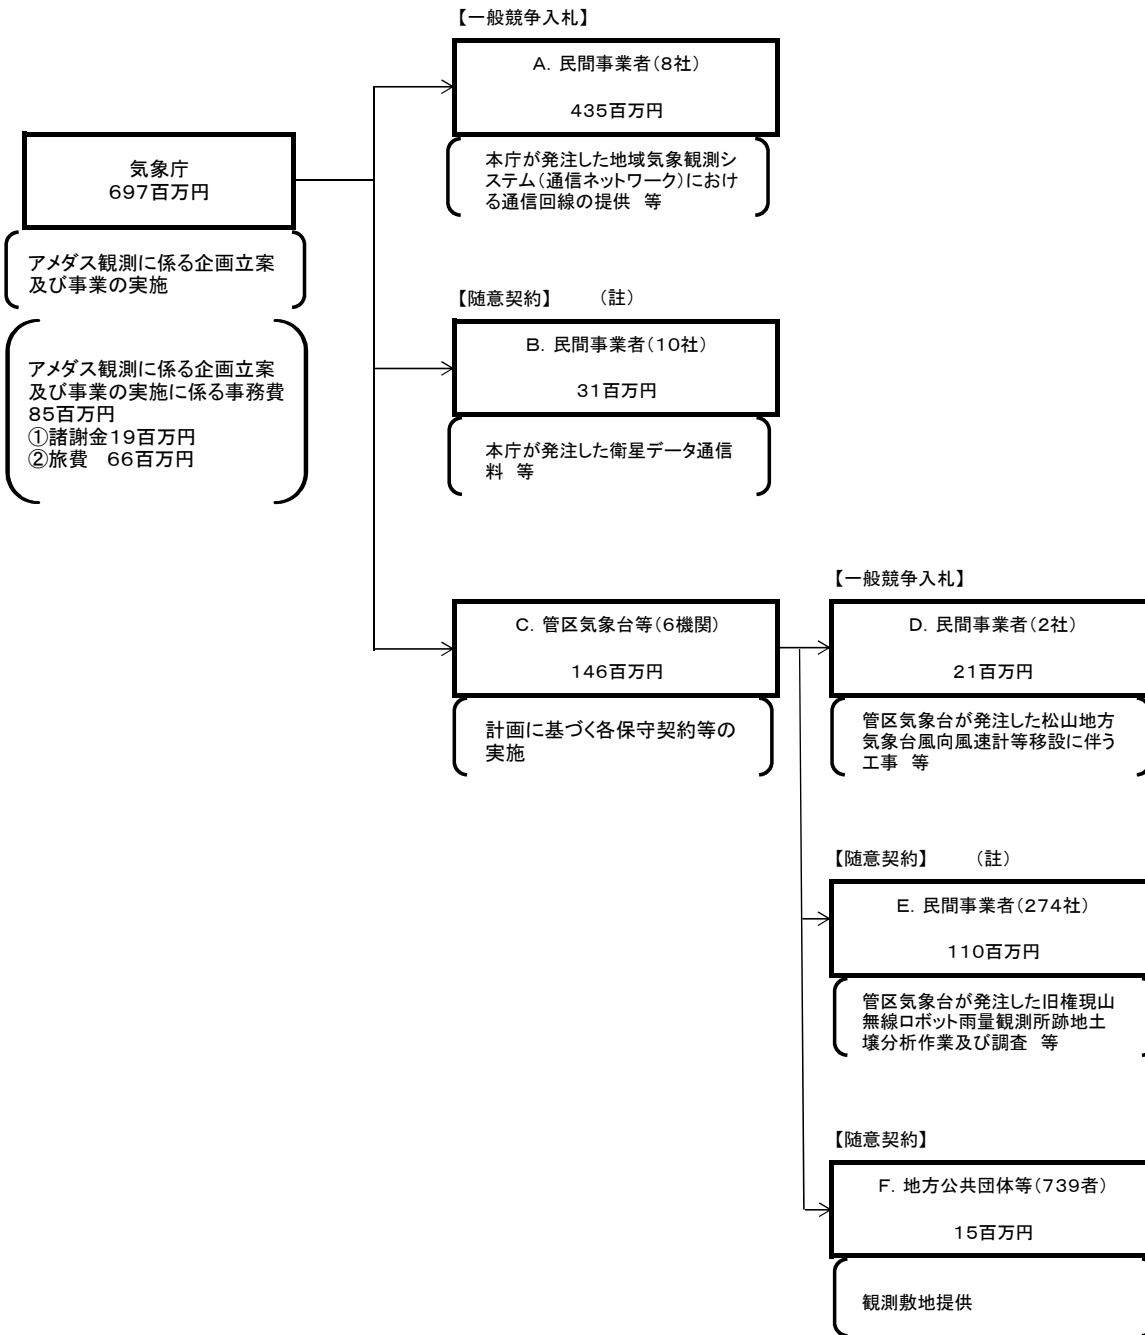 【一般競争入札】
A．民間事業者（8社）
435百万円
本庁が発注した地域気象観測シ
ステム（通信ネットワーク）におけ
る通信回線の提供　等
気象庁
697百万円
アメダス観測に係る企画立案
及び事業の実施
アメダス観測に係る企画立案
及び事業の実施に係る事務費
85百万円
①諸謝金19百万円
②旅費　66百万円
【随意契約】　　（註）
B．民間事業者（10社）
31百万円
本庁が発注した衛星データ通信
料　等
C．管区気象台等（6機関）
146百万円
計画に基づく各保守契約等の
実施
【一般競争入札】
D．民間事業者（2社）
21百万円
管区気象台が発注した松山地方
気象台風向風速計等移設に伴う
工事　等
【随意契約】　　（註）
E．民間事業者（274社）
110百万円
管区気象台が発注した旧権現山
無線ロボット雨量観測所跡地土
壌分析作業及び調査　等
【随意契約】
F．地方公共団体等（739者）
15百万円
観測敷地提供